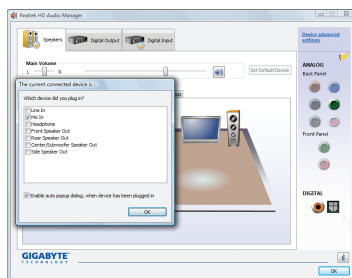 Realtek HD Audio Manager
Speakers
Digital Output
Digital Input
Device advanced
settings
Main Volume
L
R
Set Default Device
ANALOG
Back Panel
The current connected device is :
Which device did you plug in?
Line In
Mic In
Headphone
Front Speaker Out
Rear Speaker Out
Center/Subwoofer Speaker Out
Side Speaker Out
Front Panel
Enable auto popup dialog, when device has been plugged in
OK
DIGITAL
GIGABYTE
TECHNOLOGY
OK